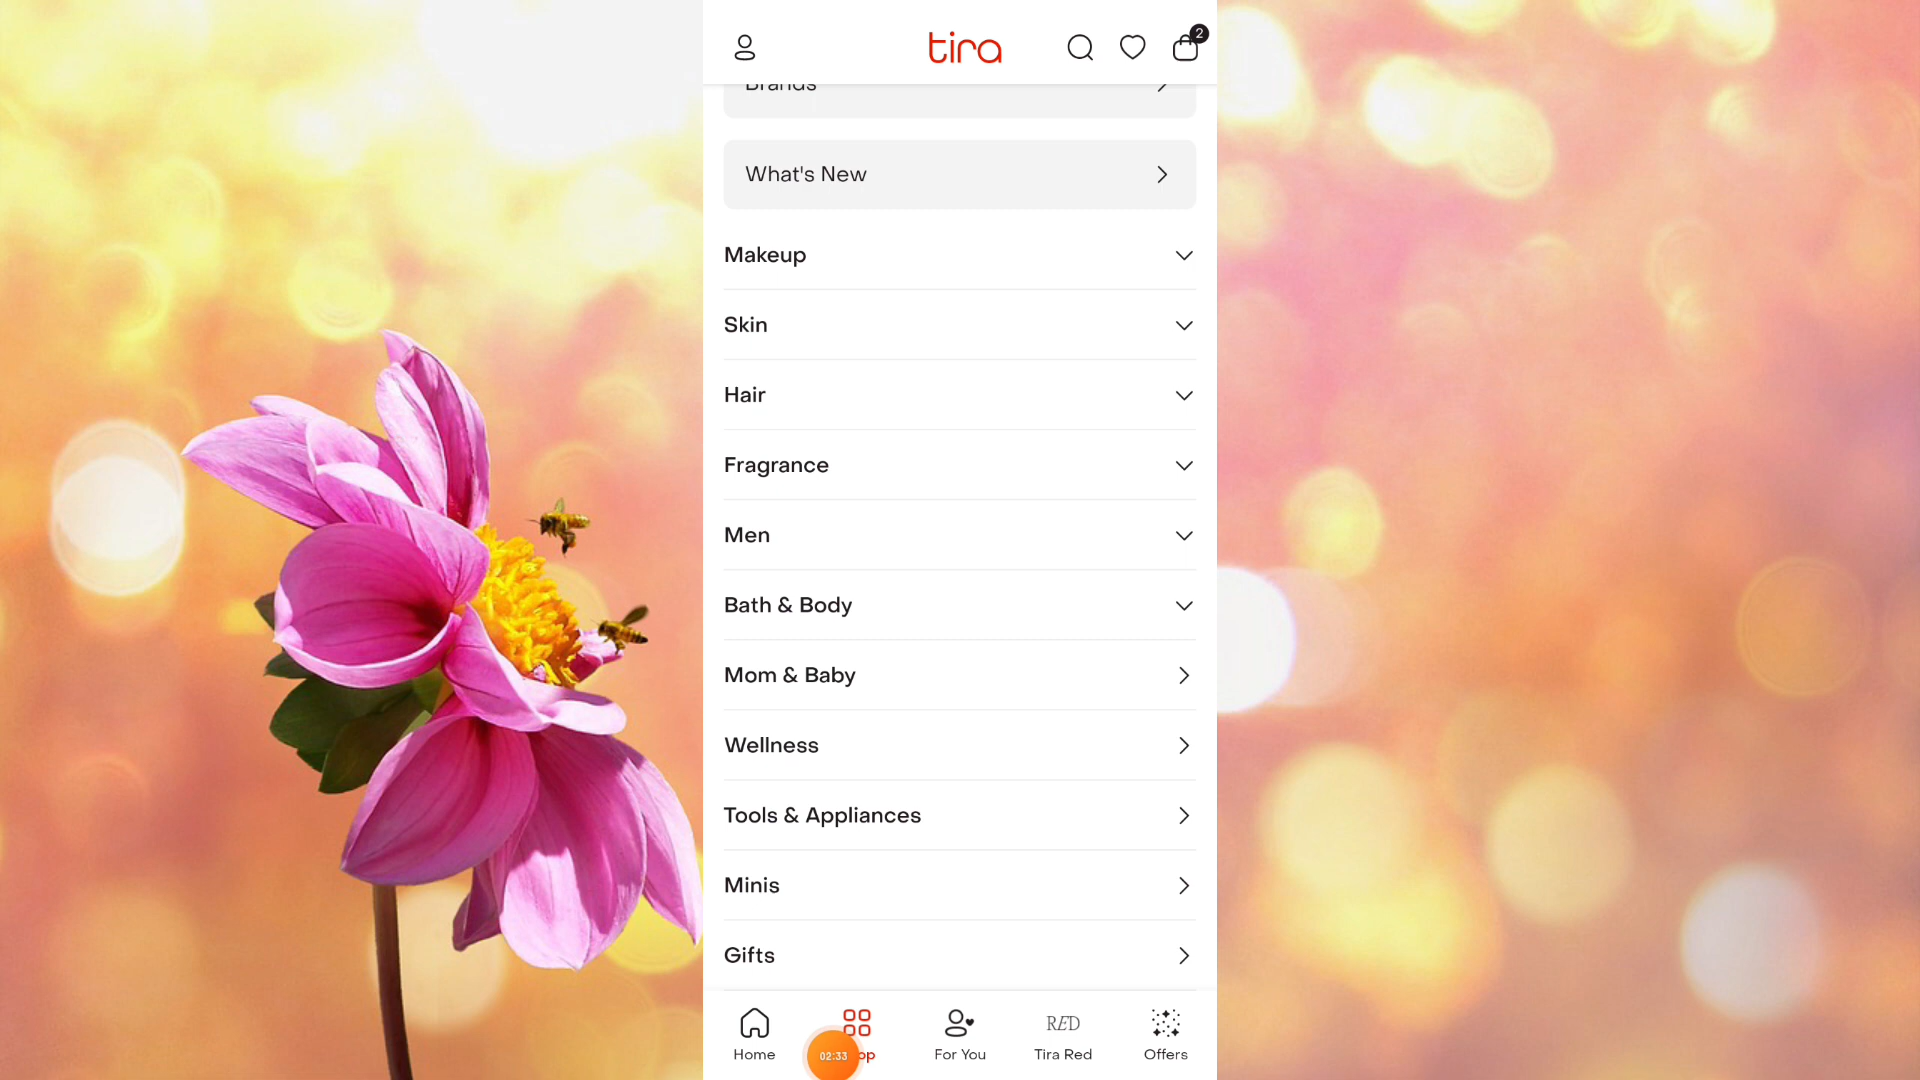 tira
2
Brands
What's New
Makeup
Skin
Hair
Fragrance
Men
Bath & Body
Mom & Baby
Wellness
Tools & Appliances
Minis
Gifts
Home
02:33
op
For You
RED
Tira Red
Offers